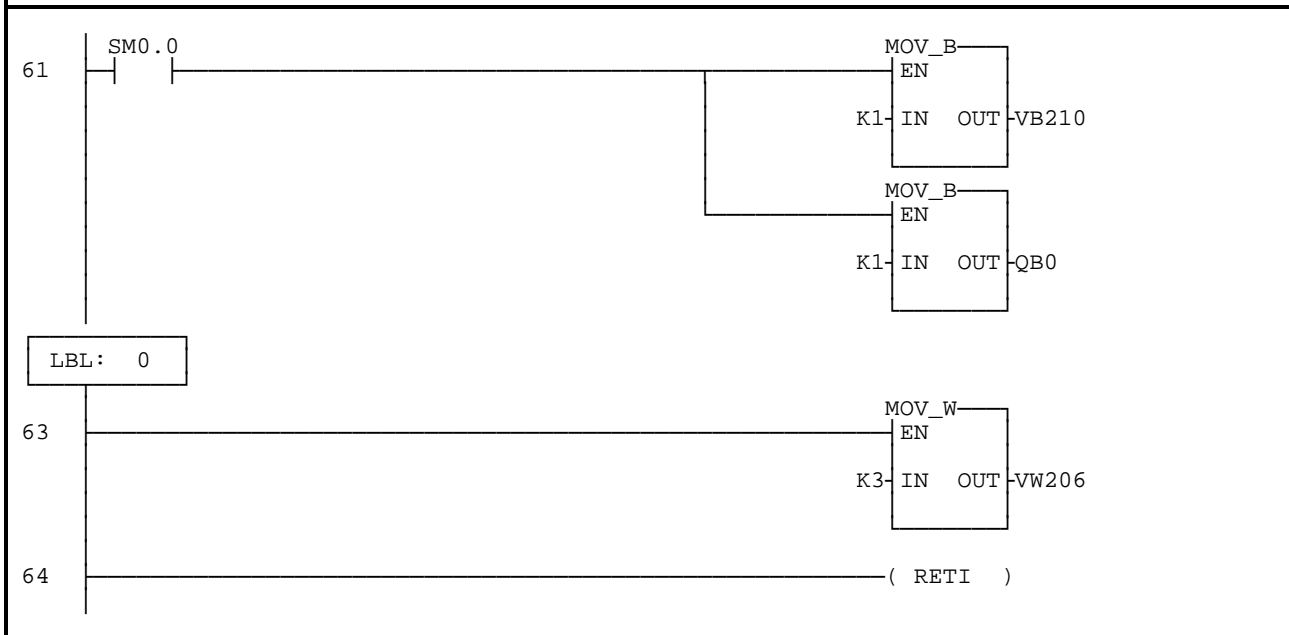 SM0.0
MOV_B
61
EN
K1 IN OUT VB210
MOV_B
EN
K1 IN OUT QB0
LBL: 0
MOV_W
63
EN
K3 IN OUT VW206
64
( RETI )